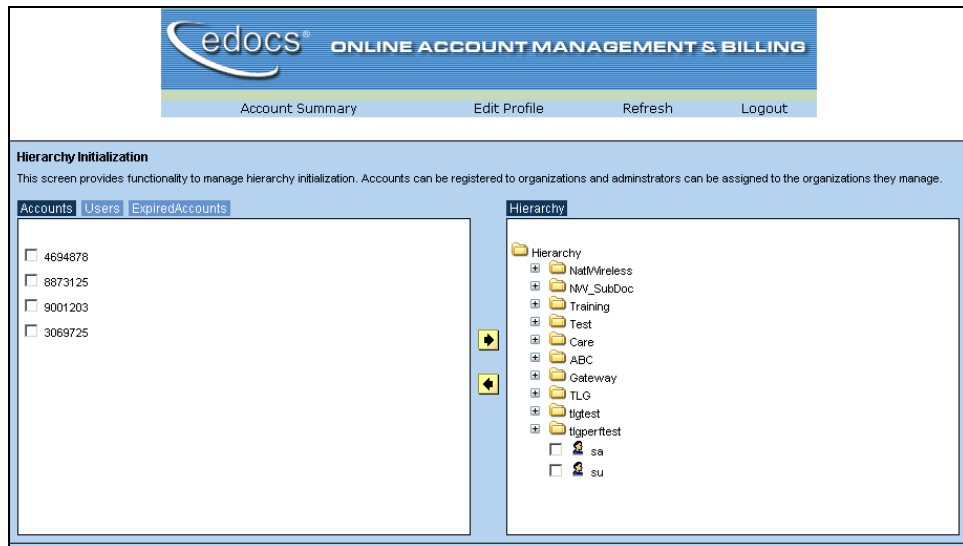 edocs® ONLINE ACCOUNT MANAGEMENT & BILLING
Account Summary Edit Profile Refresh Logout
Hierarchy Initialization
This screen provides functionality to manage hierarchy initialization. Accounts can be registered to organizations and adminstrators can be assigned to the organizations they manage.
Accounts Users ExpiredAccounts
4694878
8873125
9001203
3069725
Hierarchy
Hierarchy
NatlWireless
NW_SubDoc
Training
Test
Care
ABC
Gateway
TLG
tlgtest
tlgperftest
sa
su